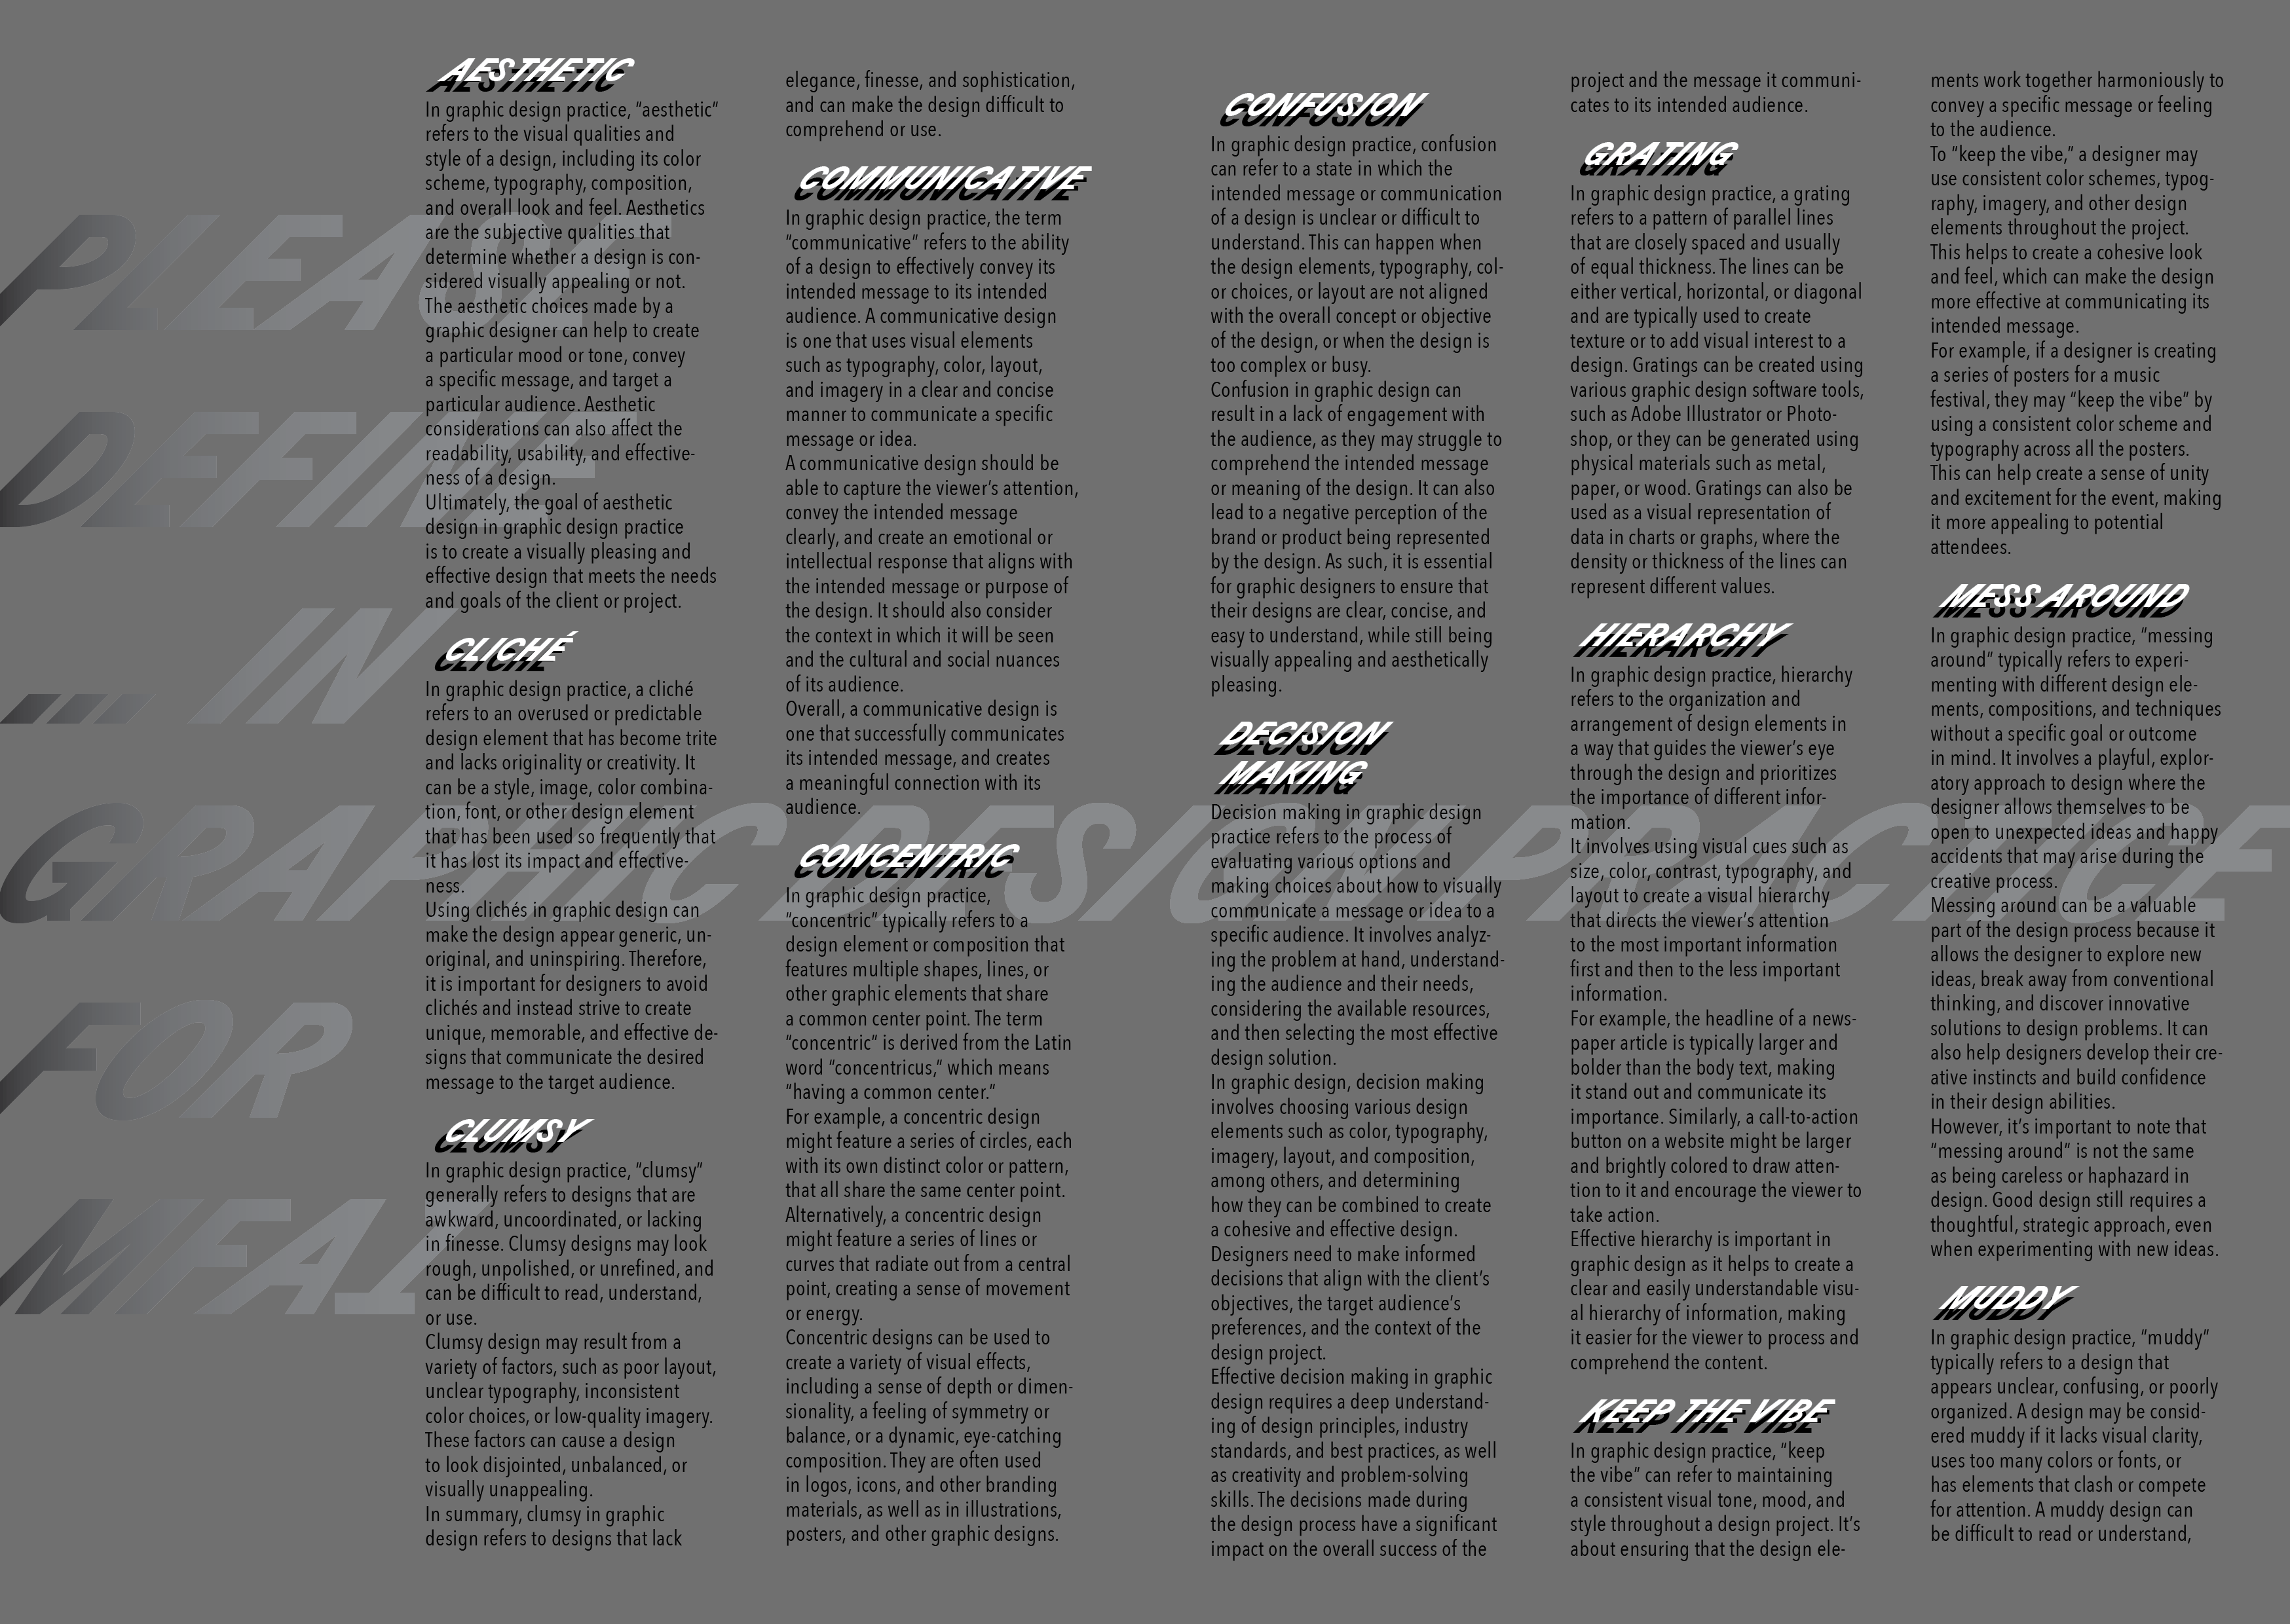 PLEASE
DEFINE
... IN
GRAPHIC DESIGN PRACTICE
FOR
AESTHETIC
In graphic design practice, “aesthetic”
refers to the visual qualities and
style of a design, including its color
scheme, typography, composition,
and overall look and feel. Aesthetics
are the subjective qualities that
determine whether a design is con-
sidered visually appealing or not.
The aesthetic choices made by a
graphic designer can help to create
a particular mood or tone, convey
a specific message, and target a
particular audience. Aesthetic
considerations can also affect the
readability, usability, and effective-
ness of a design.
Ultimately, the goal of aesthetic
design in graphic design practice
is to create a visually pleasing and
effective design that meets the needs
and goals of the client or project.
CLICHÉ
In graphic design practice, a cliché
refers to an overused or predictable
design element that has become trite
and lacks originality or creativity. It
can be a style, image, color combina-
tion, font, or other design element
that has been used so frequently that
it has lost its impact and effective-
ness.
Using clichés in graphic design can
make the design appear generic, un-
original, and uninspiring. Therefore,
it is important for designers to avoid
clichés and instead strive to create
unique, memorable, and effective de-
signs that communicate the desired
message to the target audience.
CLUMSY
In graphic design practice, “clumsy”
generally refers to designs that are
awkward, uncoordinated, or lacking
in finesse. Clumsy designs may look
rough, unpolished, or unrefined, and
can be difficult to read, understand,
or use.
Clumsy design may result from a
variety of factors, such as poor layout,
unclear typography, inconsistent
color choices, or low-quality imagery.
These factors can cause a design
to look disjointed, unbalanced, or
visually unappealing.
In summary, clumsy in graphic
design refers to designs that lack
elegance, finesse, and sophistication,
and can make the design difficult to
comprehend or use.
COMMUNICATIVE
In graphic design practice, the term
“communicative” refers to the ability
of a design to effectively convey its
intended message to its intended
audience. A communicative design
is one that uses visual elements
such as typography, color, layout,
and imagery in a clear and concise
manner to communicate a specific
message or idea.
A communicative design should be
able to capture the viewer’s attention,
convey the intended message
clearly, and create an emotional or
intellectual response that aligns with
the intended message or purpose of
the design. It should also consider
the context in which it will be seen
and the cultural and social nuances
of its audience.
Overall, a communicative design is
one that successfully communicates
its intended message, and creates
a meaningful connection with its
audience.
CONCENTRIC
In graphic design practice,
“concentric” typically refers to a
design element or composition that
features multiple shapes, lines, or
other graphic elements that share
a common center point. The term
“concentric” is derived from the Latin
word “concentricus,” which means
“having a common center.”
For example, a concentric design
might feature a series of circles, each
with its own distinct color or pattern,
that all share the same center point.
Alternatively, a concentric design
might feature a series of lines or
curves that radiate out from a central
point, creating a sense of movement
or energy.
Concentric designs can be used to
create a variety of visual effects,
including a sense of depth or dimen-
sionality, a feeling of symmetry or
balance, or a dynamic, eye-catching
composition. They are often used
in logos, icons, and other branding
materials, as well as in illustrations,
posters, and other graphic designs.
CONFUSION
In graphic design practice, confusion
can refer to a state in which the
intended message or communication
of a design is unclear or difficult to
understand. This can happen when
the design elements, typography, col-
or choices, or layout are not aligned
with the overall concept or objective
of the design, or when the design is
too complex or busy.
Confusion in graphic design can
result in a lack of engagement with
the audience, as they may struggle to
comprehend the intended message
or meaning of the design. It can also
lead to a negative perception of the
brand or product being represented
by the design. As such, it is essential
for graphic designers to ensure that
their designs are clear, concise, and
easy to understand, while still being
visually appealing and aesthetically
pleasing.
DECISION
MAKING
Decision making in graphic design
practice refers to the process of
evaluating various options and
making choices about how to visually
communicate a message or idea to a
specific audience. It involves analyz-
ing the problem at hand, understand-
ing the audience and their needs,
considering the available resources,
and then selecting the most effective
design solution.
In graphic design, decision making
involves choosing various design
elements such as color, typography,
imagery, layout, and composition,
among others, and determining
how they can be combined to create
a cohesive and effective design.
Designers need to make informed
decisions that align with the client’s
objectives, the target audience’s
preferences, and the context of the
design project.
Effective decision making in graphic
design requires a deep understand-
ing of design principles, industry
standards, and best practices, as well
as creativity and problem-solving
skills. The decisions made during
the design process have a significant
impact on the overall success of the
project and the message it communi-
cates to its intended audience.
GRATING
In graphic design practice, a grating
refers to a pattern of parallel lines
that are closely spaced and usually
of equal thickness. The lines can be
either vertical, horizontal, or diagonal
and are typically used to create
texture or to add visual interest to a
design. Gratings can be created using
various graphic design software tools,
such as Adobe Illustrator or Photo-
shop, or they can be generated using
physical materials such as metal,
paper, or wood. Gratings can also be
used as a visual representation of
data in charts or graphs, where the
density or thickness of the lines can
represent different values.
HIERARCHY
In graphic design practice, hierarchy
refers to the organization and
arrangement of design elements in
a way that guides the viewer’s eye
through the design and prioritizes
the importance of different infor-
mation.
It involves using visual cues such as
size, color, contrast, typography, and
layout to create a visual hierarchy
that directs the viewer’s attention
to the most important information
first and then to the less important
information.
For example, the headline of a news-
paper article is typically larger and
bolder than the body text, making
it stand out and communicate its
importance. Similarly, a call-to-action
button on a website might be larger
and brightly colored to draw atten-
tion to it and encourage the viewer to
take action.
Effective hierarchy is important in
graphic design as it helps to create a
clear and easily understandable visu-
al hierarchy of information, making
it easier for the viewer to process and
comprehend the content.
KEEP THE VIBE
In graphic design practice, “keep
the vibe” can refer to maintaining
a consistent visual tone, mood, and
style throughout a design project. It’s
about ensuring that the design ele-
ments work together harmoniously to
convey a specific message or feeling
to the audience.
To “keep the vibe,” a designer may
use consistent color schemes, typog-
raphy, imagery, and other design
elements throughout the project.
This helps to create a cohesive look
and feel, which can make the design
more effective at communicating its
intended message.
For example, if a designer is creating
a series of posters for a music
festival, they may “keep the vibe” by
using a consistent color scheme and
typography across all the posters.
This can help create a sense of unity
and excitement for the event, making
it more appealing to potential
attendees.
MESS AROUND
In graphic design practice, “messing
around” typically refers to experi-
menting with different design ele-
ments, compositions, and techniques
without a specific goal or outcome
in mind. It involves a playful, explor-
atory approach to design where the
designer allows themselves to be
open to unexpected ideas and happy
accidents that may arise during the
creative process.
Messing around can be a valuable
part of the design process because it
allows the designer to explore new
ideas, break away from conventional
thinking, and discover innovative
solutions to design problems. It can
also help designers develop their cre-
ative instincts and build confidence
in their design abilities.
However, it’s important to note that
“messing around” is not the same
as being careless or haphazard in
design. Good design still requires a
thoughtful, strategic approach, even
when experimenting with new ideas.
MUDDY
In graphic design practice, “muddy”
typically refers to a design that
appears unclear, confusing, or poorly
organized. A design may be consid-
ered muddy if it lacks visual clarity,
uses too many colors or fonts, or
has elements that clash or compete
for attention. A muddy design can
be difficult to read or understand,